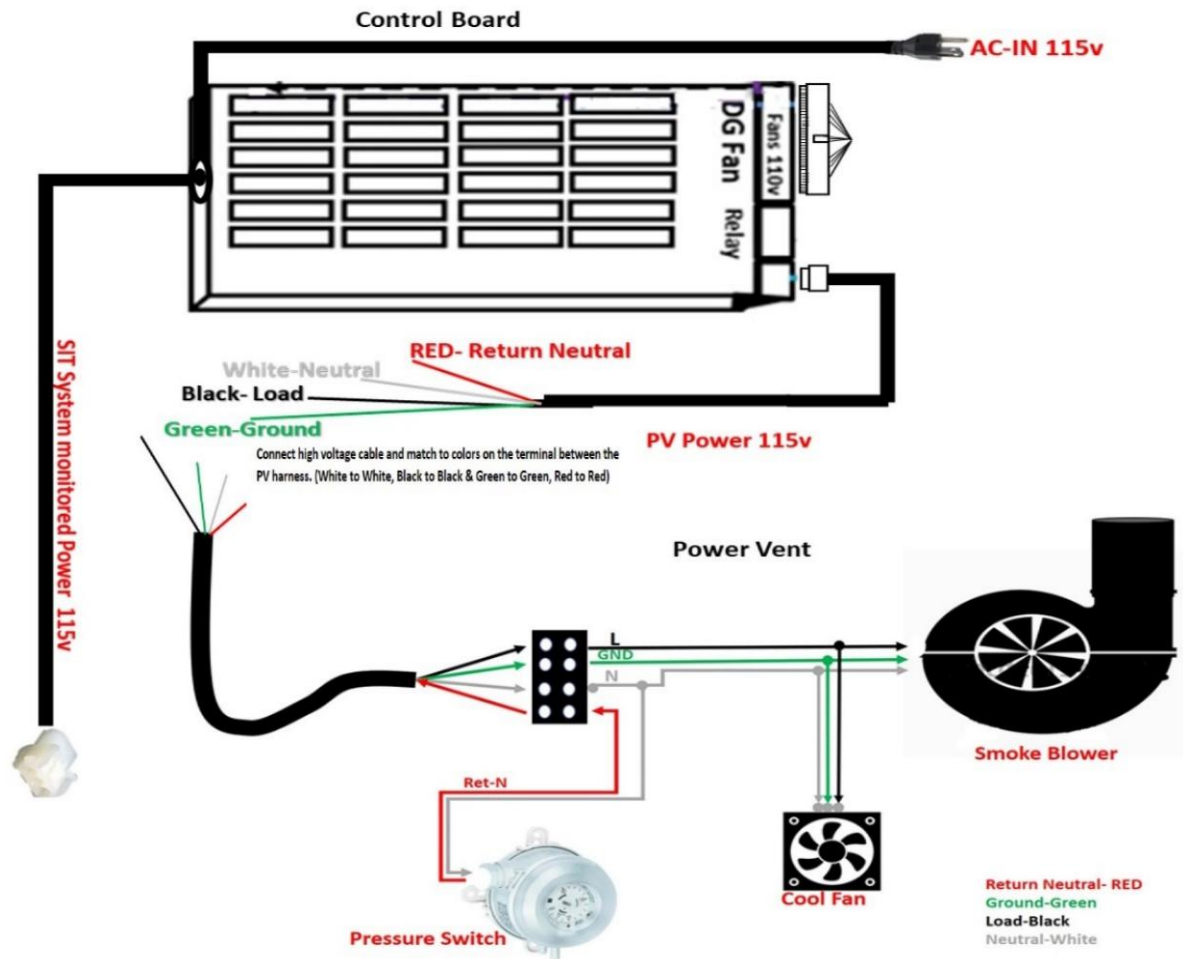 Control Board
AC-IN 115v
DG Fan
Fans 110v
Relay
SIT System monitored Power 115v
RED- Return Neutral
White-Neutral
Black- Load
Green-Ground
PV Power 115v
Connect high voltage cable and match to colors on the terminal between the
PV harness. (White to White, Black to Black & Green to Green, Red to Red)
Power Vent
L
GND
N
Smoke Blower
Ret-N
Cool Fan
Pressure Switch
Return Neutral- RED
Ground-Green
Load-Black
Neutral-White